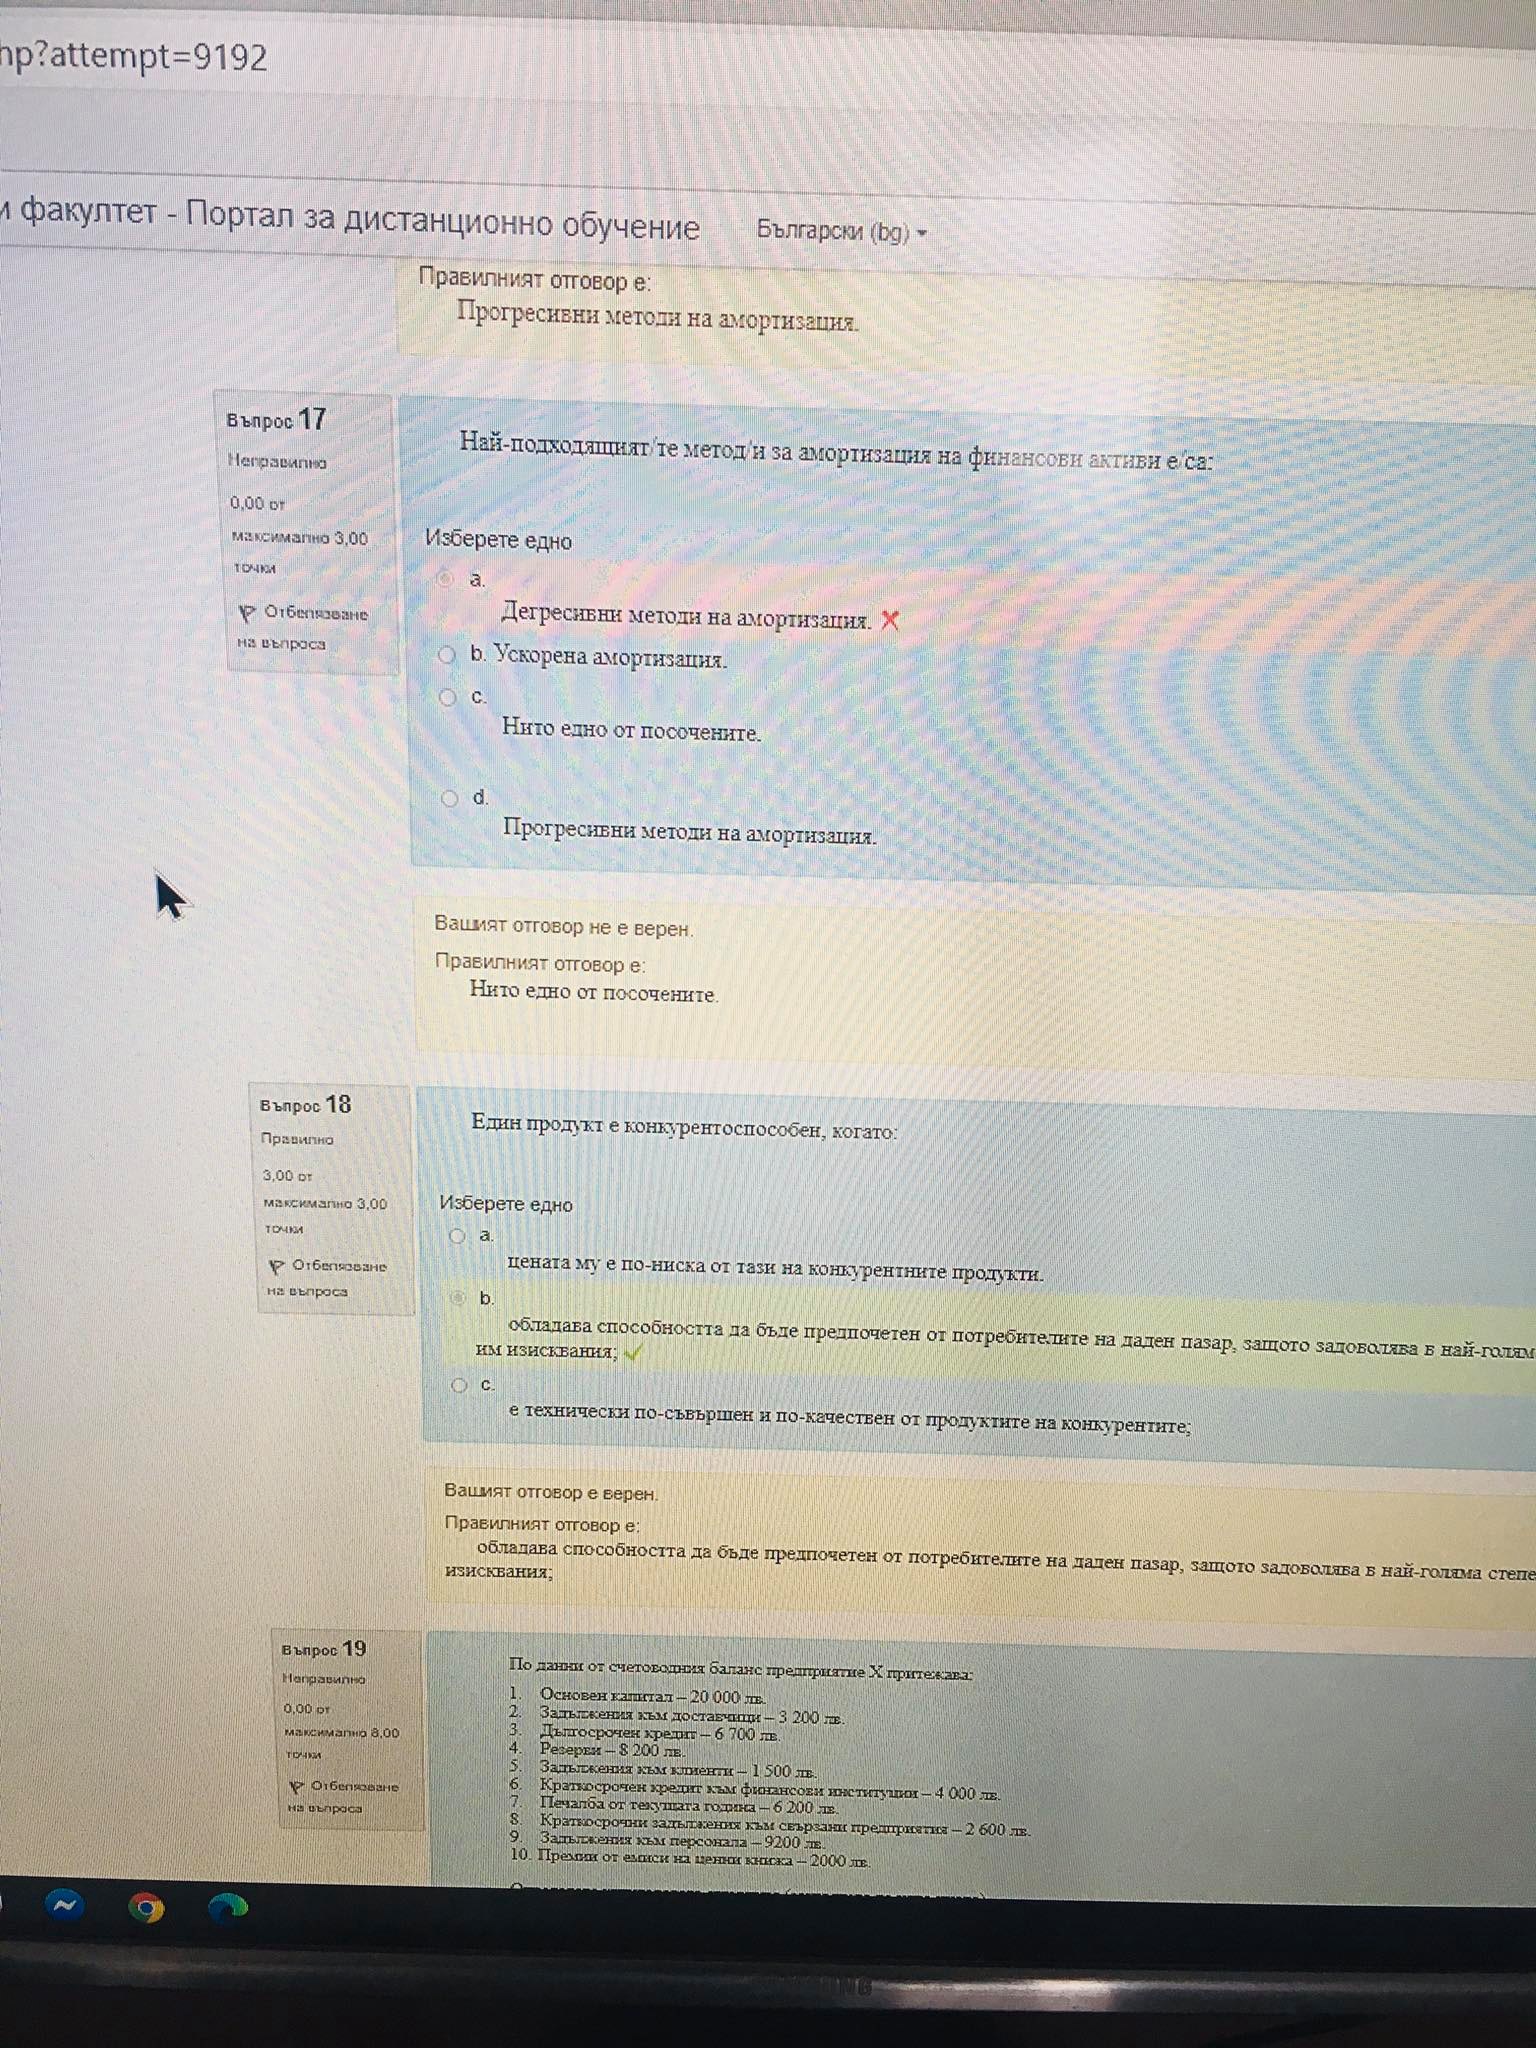 hp?attempt=9192
и факултет - Портал за дистанционно обучение Български (bg)
Правилният отговор е:
Прогресивни методи на амортизация.
Въпрос 17
Неправилно
0,00 от
максимално 3,00
точки
Отбелязване
на въпроса
Най-подходящият/те метод/и за амортизация на финансови активи е/са:
Изберете едно
a.
Дегресивни методи на амортизация.
b. Ускорена амортизация.
c.
Нито едно от посочените.
d.
Прогресивни методи на амортизация.
Вашият отговор не е верен.
Правилният отговор е:
Нито едно от посочените.
Въпрос 18
Правилно
3,00 от
максимално 3,00
точки
Отбелязване
на въпроса
Един продукт е конкурентоспособен, когато:
Изберете едно
a.
цената му е по-ниска от тази на конкурентните продукти.
b.
обладава способността да бъде предпочетен от потребителите на даден пазар, защото задоволява в най-голям
им изисквания;
c.
е технически по-съвършен и по-качествен от продуктите на конкурентите;
Вашият отговор е верен.
Правилният отговор е:
обладава способността да бъде предпочетен от потребителите на даден пазар, защото задоволява в най-голяма степе
изисквания;
Въпрос 19
Неправилно
0,00 от
максимално 8,00
точки
Отбелязване
на въпроса
По данни от счетоводния баланс предприятие X притежава:
1. Основен капитал – 20 000 лв.
2. Задължения към доставчици – 3 200 лв.
3. Дългосрочен кредит – 6 700 лв.
4. Резерви – 8 200 лв.
5. Задължения към клиенти – 1 500 лв.
6. Краткосрочен кредит към финансови институции – 4 000 лв.
7. Печалба от текущата година – 6 200 лв.
8. Краткосрочни задължения към свързани предприятия – 2 600 лв.
9. Задължения към персонала – 9200 лв.
10. Премии от емиси на ценни книжа – 2000 лв.